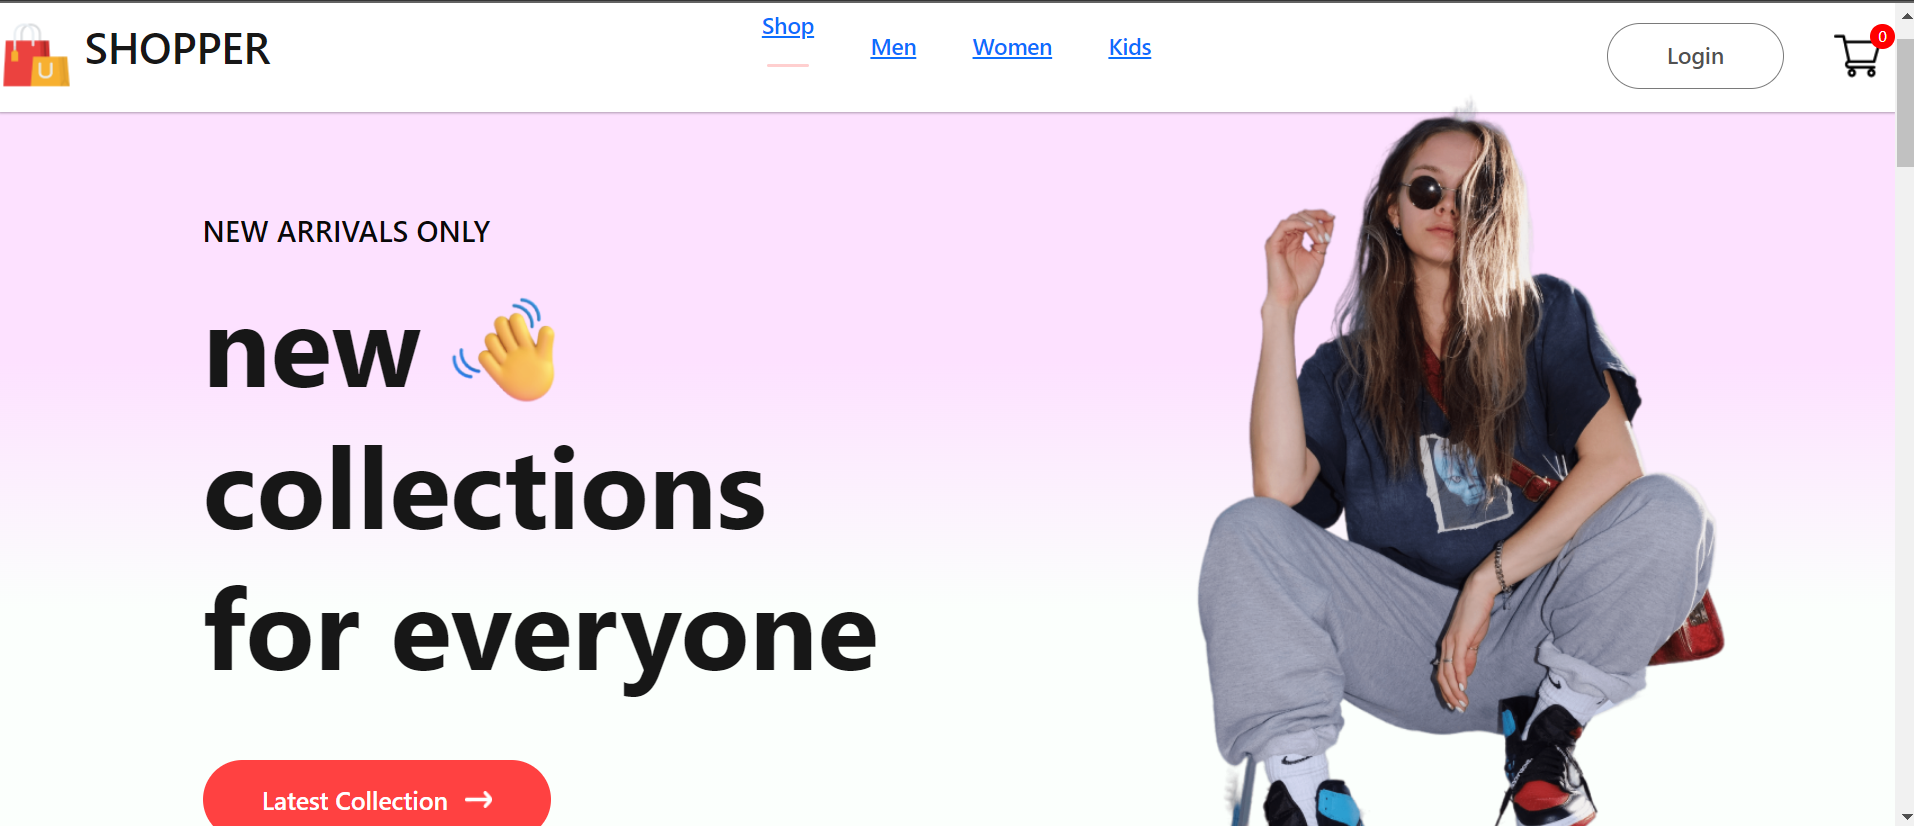 U
SHOPPER
Shop
Men
Women
Kids
Login
0
NEW ARRIVALS ONLY
new
collections
for everyone
Latest Collection →